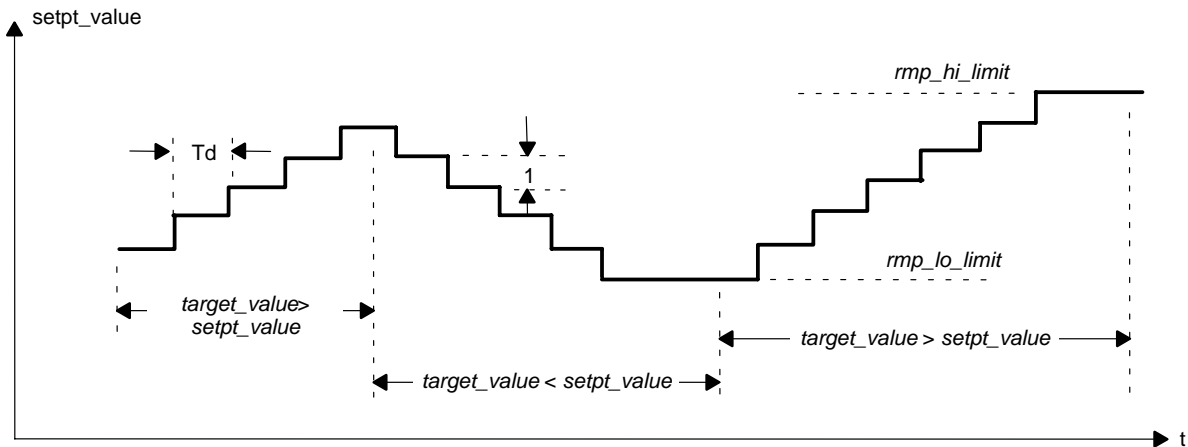 setpt_value
rmp_hi_limit
Td
1
rmp_lo_limit
target_value>
setpt_value
target_value > setpt_value
target_value < setpt_value
t